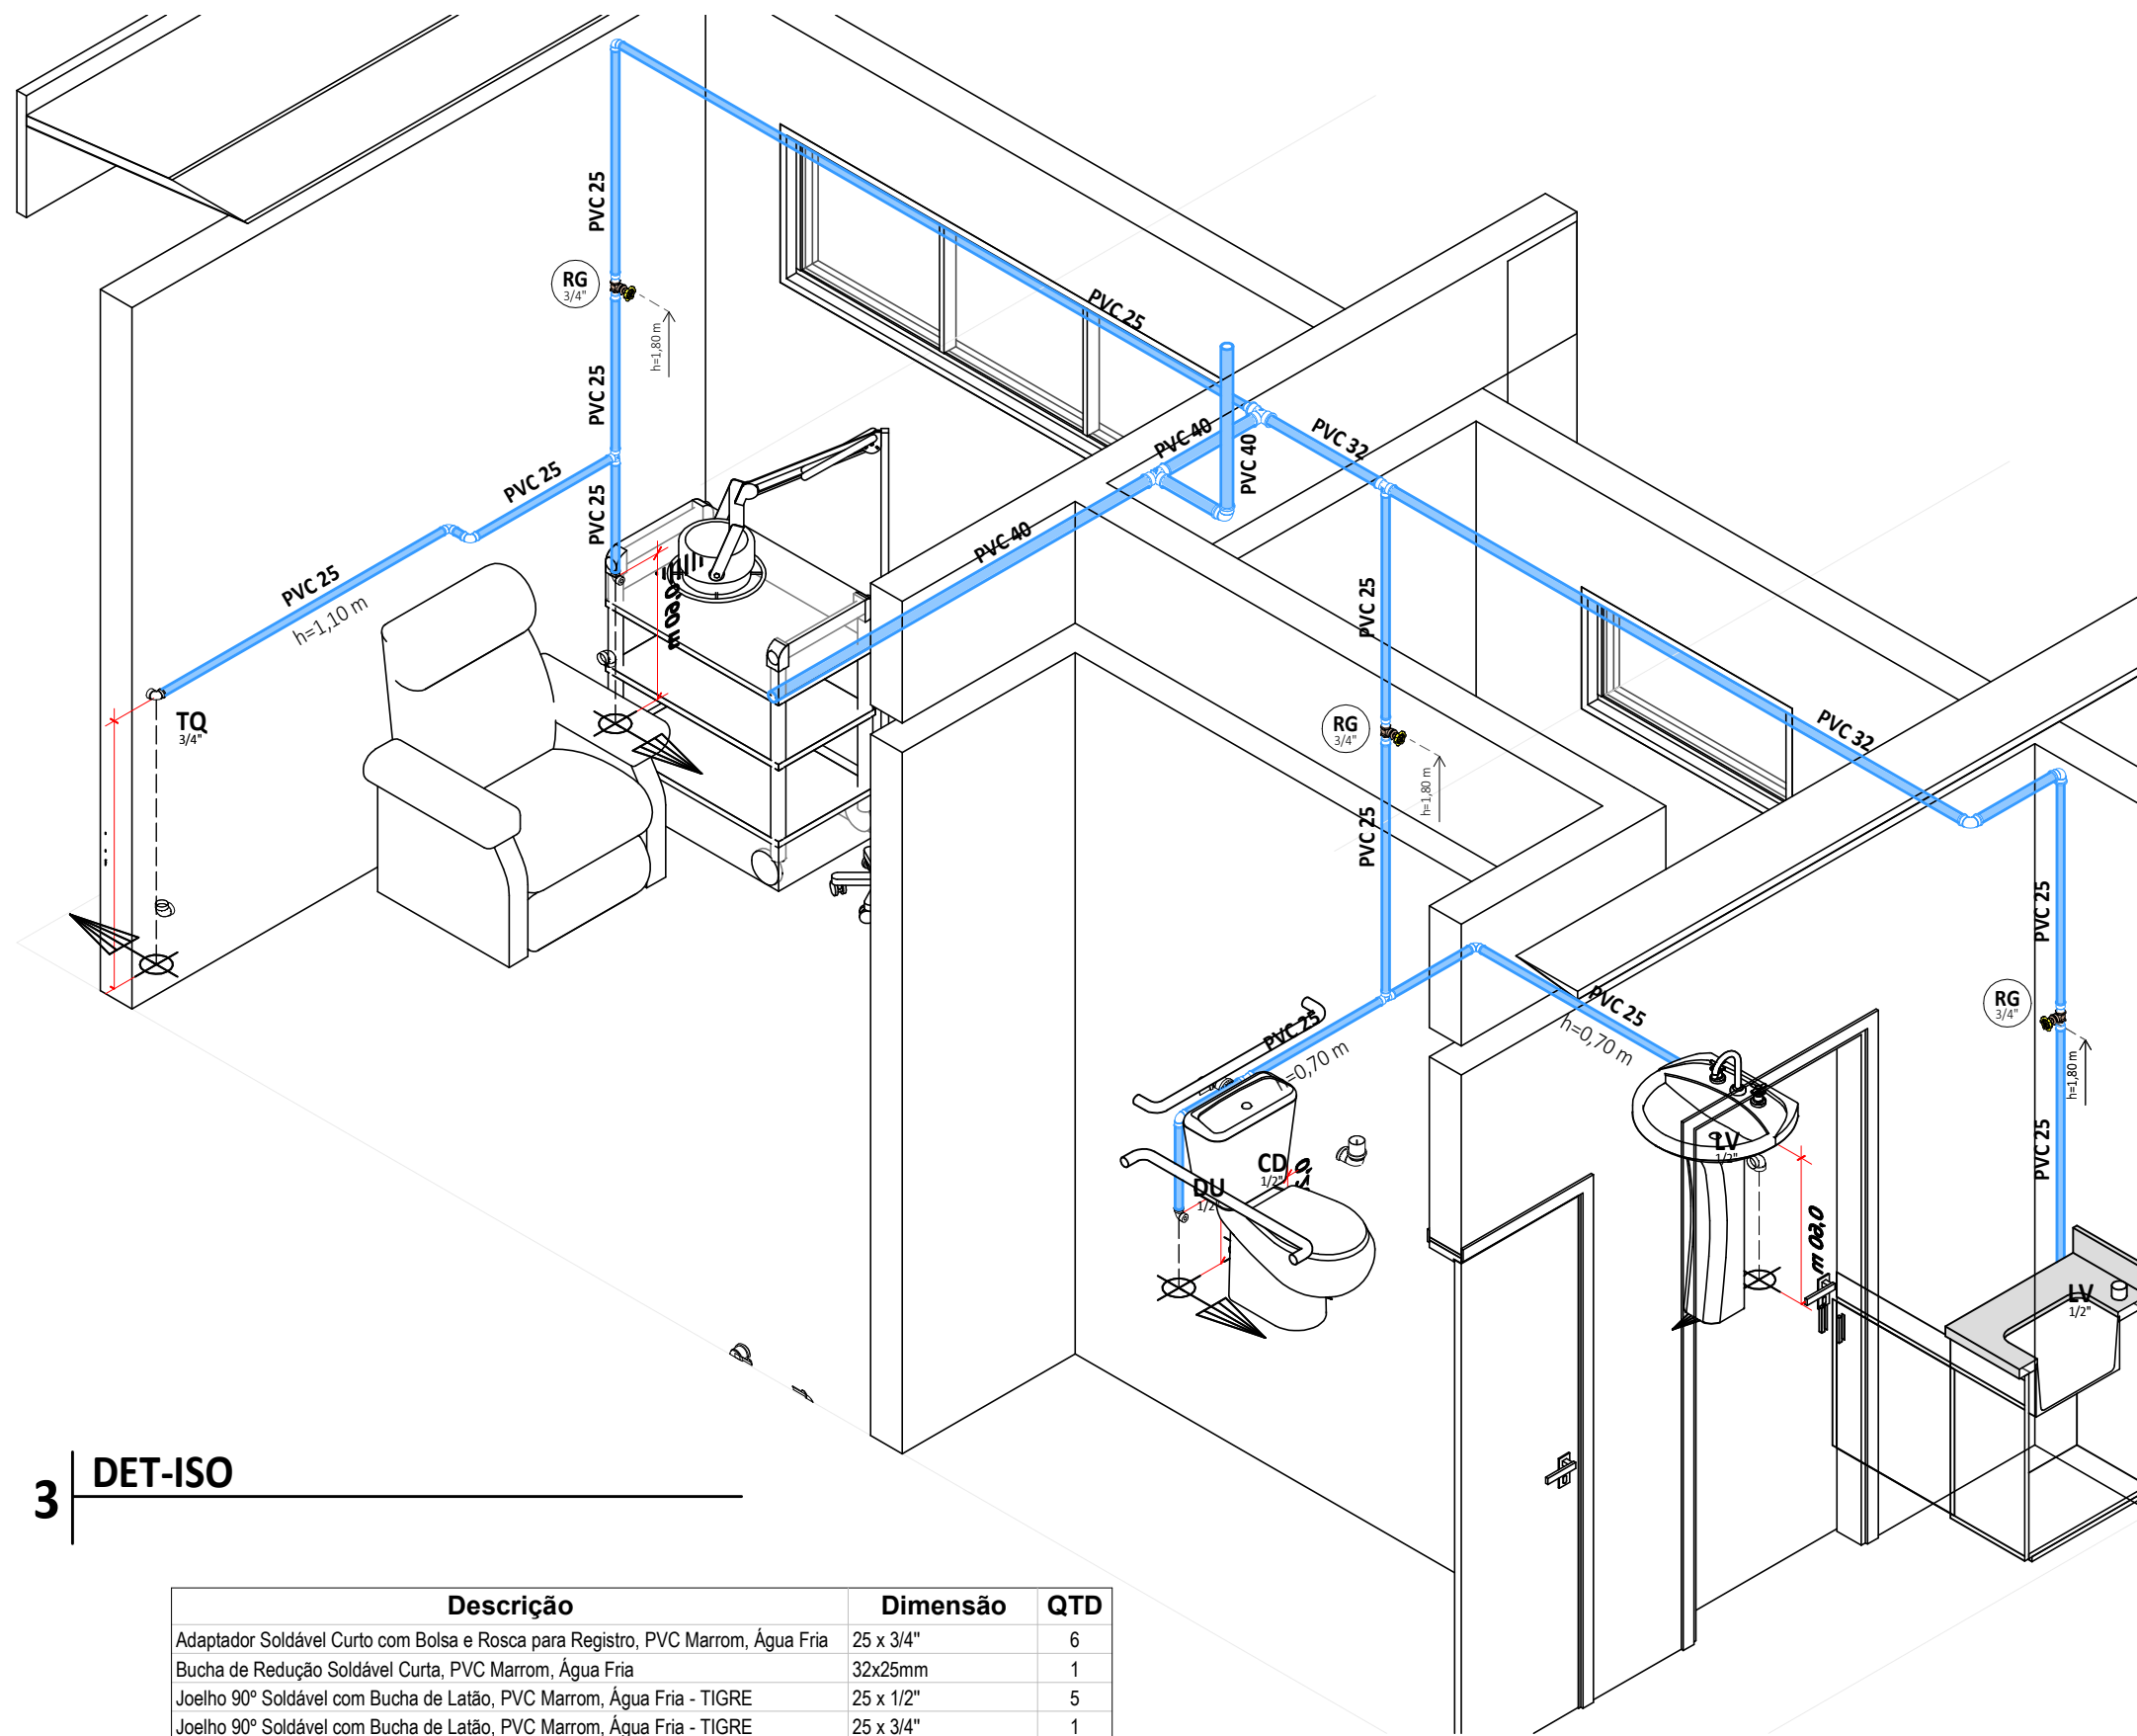 PVC 25
RG
3/4"
h=1,80 m
PVC 25
PVC 25
PVC 40
PVC 32
PVC 40
PVC 25
PVC 25
PVC 40
PVC 25
h=1,10 m
0,60 m
TQ
3/4"
PVC 25
RG
3/4"
h=1,80 m
PVC 32
PVC 25
PVC 25
RG
3/4"
h=1,80 m
PVC 25
PVC 25
h=0,70 m
PVC 25
h=0,70 m
CD
1/2"
DU
1/2"
LV
1/2"
0,60 m
LV
1/2"
3
DET-ISO
Descrição Dimensão QTD
Adaptador Soldável Curto com Bolsa e Rosca para Registro, PVC Marrom, Água Fria 25 x 3/4" 6
Bucha de Redução Soldável Curta, PVC Marrom, Água Fria 32x25mm 1
Joelho 90º Soldável com Bucha de Latão, PVC Marrom, Água Fria - TIGRE 25 x 1/2" 5
Joelho 90º Soldável com Bucha de Latão, PVC Marrom, Água Fria - TIGRE 25 x 3/4" 1